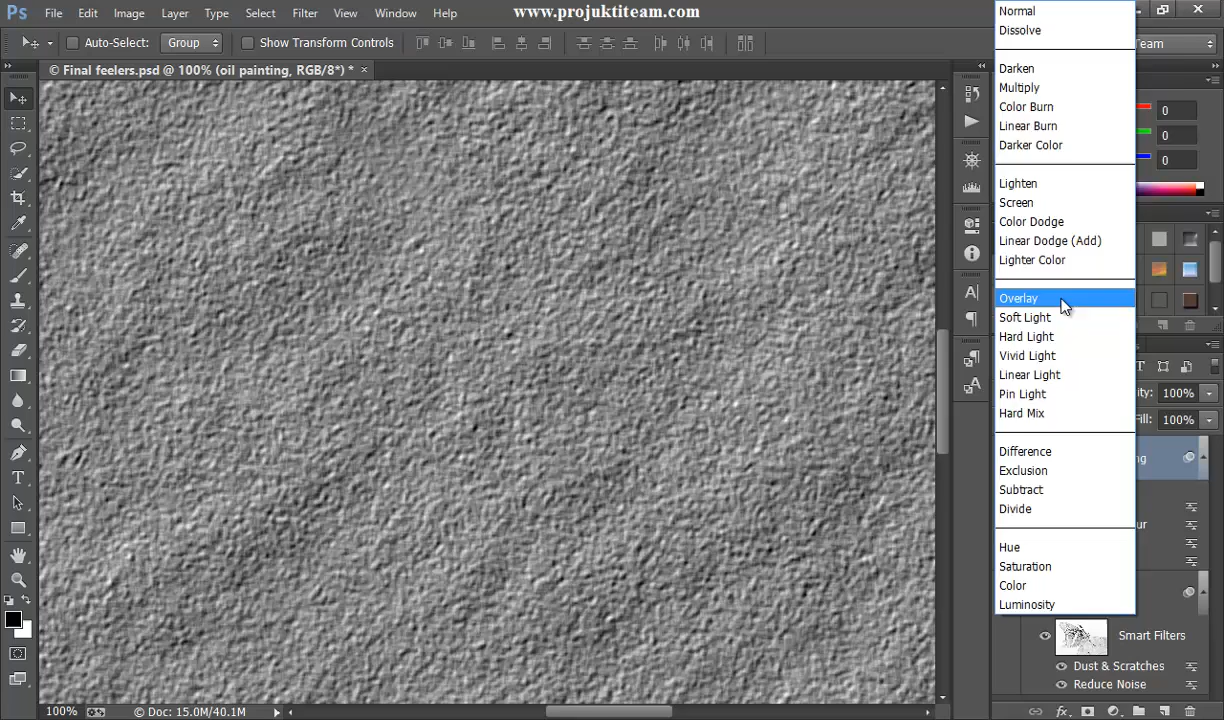 Ps File Edit Image Layer Type Select Filter View Window Help www.projuktiteam.com
Auto-Select: Group Show Transform Controls
© Final feelers.psd @ 100% (oil painting, RGB/8*) * ×
Normal
Dissolve
Team
Darken
Multiply
Color Burn
0
Linear Burn
0
Darker Color
0
Lighten
Screen
Color Dodge
Linear Dodge (Add)
Lighter Color
Overlay
Soft Light
Hard Light
Vivid Light
Linear Light
Pin Light
ity: 100%
Hard Mix
Fill: 100%
Difference
ng
Exclusion
Subtract
Divide
ur
Hue
Saturation
Color
Luminosity
Smart Filters
Dust & Scratches
Reduce Noise
100% © Doc: 15.0M/40.1M